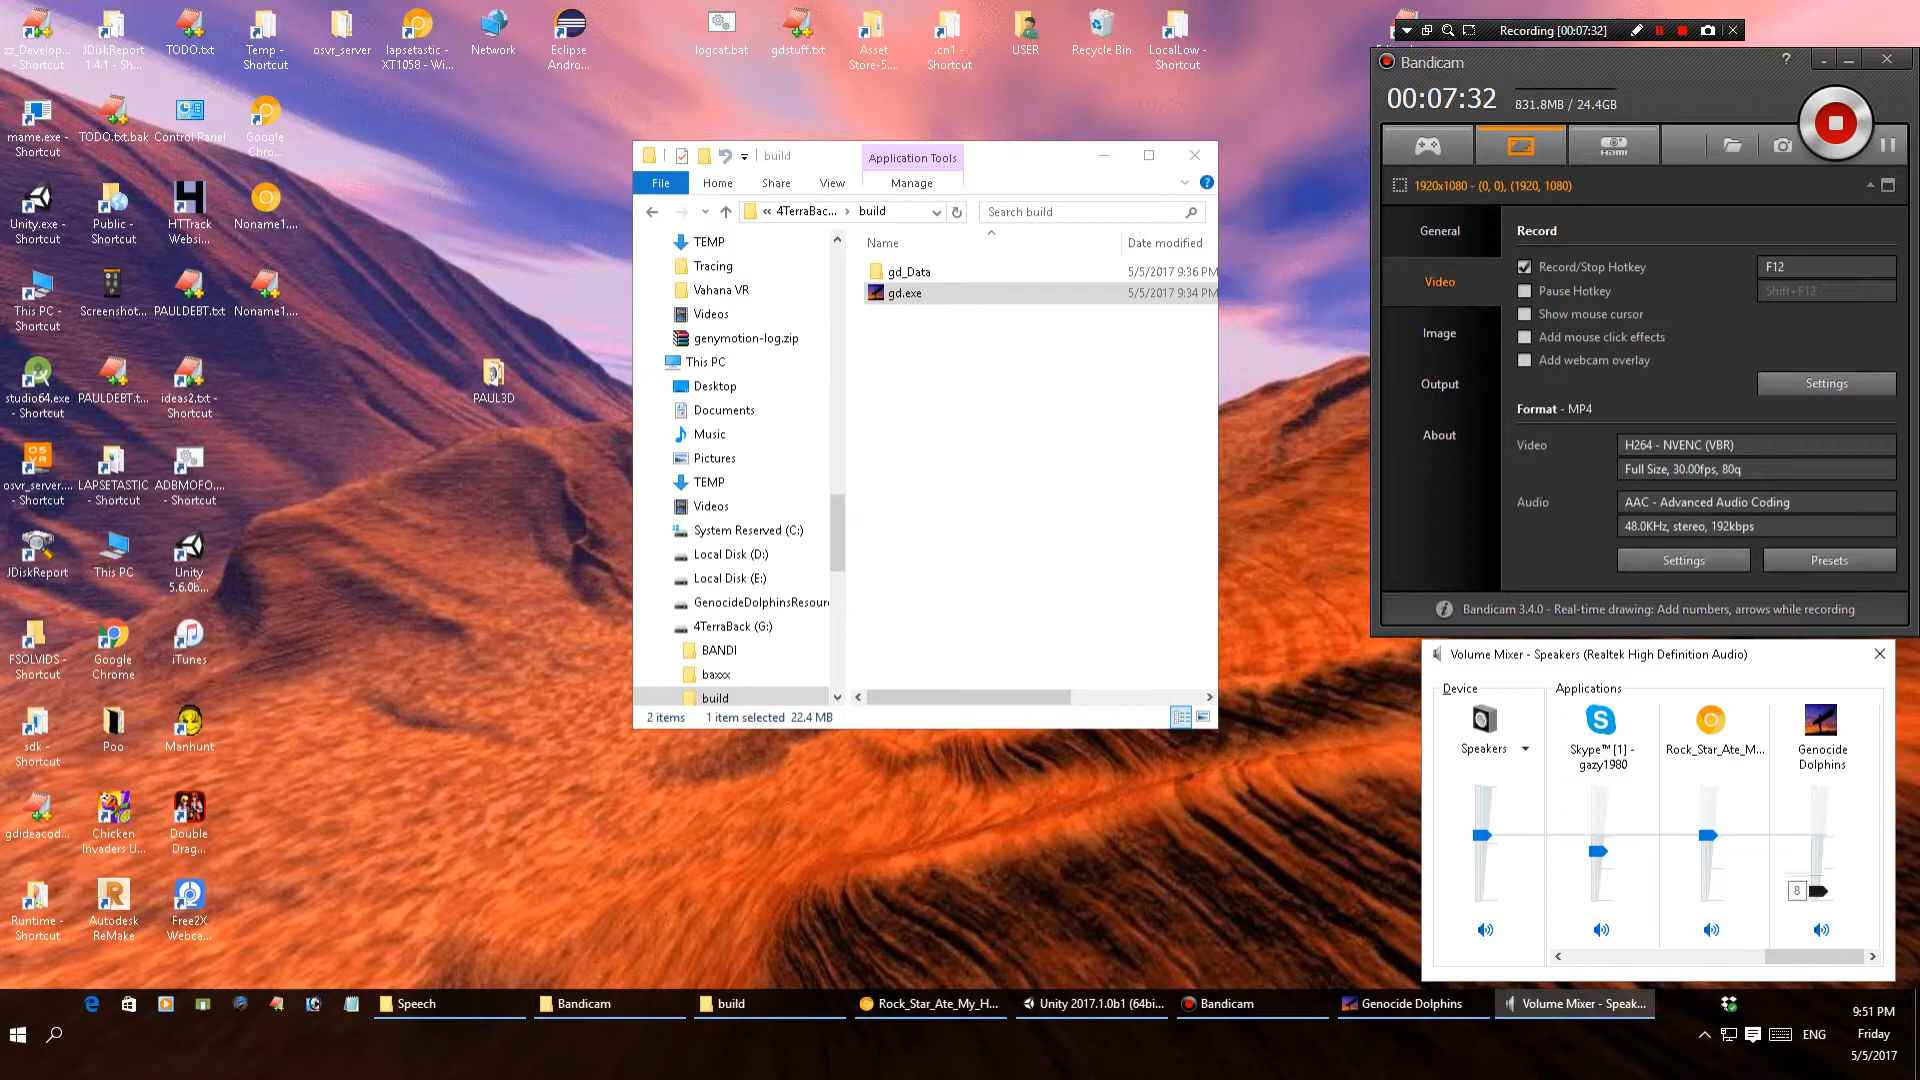 zz_Develop... - Shortcut
JDiskReport 1.4.1 - Sh...
TODO.txt
Temp - Shortcut
osvr_server
lapsetastic - XT1058 - Wi...
Network
Eclipse Andro...
logcat.bat
gdstuff.txt
Asset Store-5....
.cn1 - Shortcut
USER
Recycle Bin
LocalLow - Shortcut
mame.exe - Shortcut
TODO.txt.bak
Control Panel
Google Chro...
Unity.exe - Shortcut
Public - Shortcut
HTTrack Websi...
Noname1....
This PC - Shortcut
Screenshot...
PAULDEBT.txt
Noname1....
studio64.exe - Shortcut
PAULDEBT.t...
ideas2.txt - Shortcut
PAUL3D
OS VR
osvr_server.... - Shortcut
LAPSETASTIC - Shortcut
ADBMOFO.... - Shortcut
JDiskReport
This PC
Unity 5.6.0b...
FSOLVIDS - Shortcut
Google Chrome
iTunes
sdk - Shortcut
Poo
Manhunt
gdideacod...
Chicken Invaders U...
Double Drag...
Runtime - Shortcut
Autodesk ReMake
Free2X Webca...
build
Application Tools
File
Home
Share
View
Manage
« 4TerraBac... › build
Search build
TEMP
Tracing
Vahana VR
Videos
genymotion-log.zip
This PC
Desktop
Documents
Music
Pictures
TEMP
Videos
System Reserved (C:)
Local Disk (D:)
Local Disk (E:)
GenocideDolphinsResour
4TerraBack (G:)
BANDI
baxxx
build
Name
Date modified
gd_Data
5/5/2017 9:36 PM
gd.exe
5/5/2017 9:34 PM
2 items
1 item selected 22.4 MB
Recording [00:07:32]
Bandicam
?
00:07:32
831.8MB / 24.4GB
HDMI
1920x1080 - (0, 0), (1920, 1080)
General
Video
Image
Output
About
Record
Record/Stop Hotkey
F12
Pause Hotkey
Shift+F12
Show mouse cursor
Add mouse click effects
Add webcam overlay
Settings
Format - MP4
Video
H264 - NVENC (VBR)
Full Size, 30.00fps, 80q
Audio
AAC - Advanced Audio Coding
48.0KHz, stereo, 192kbps
Settings
Presets
Bandicam 3.4.0 - Real-time drawing: Add numbers, arrows while recording
Volume Mixer - Speakers (Realtek High Definition Audio)
Device
Applications
Speakers
Skype™ [1] - gazy1980
Rock_Star_Ate_M...
Genocide Dolphins
8
Speech
Bandicam
build
Rock_Star_Ate_My_H...
Unity 2017.1.0b1 (64bi...
Bandicam
Genocide Dolphins
Volume Mixer - Speak...
ENG
9:51 PM
Friday
5/5/2017